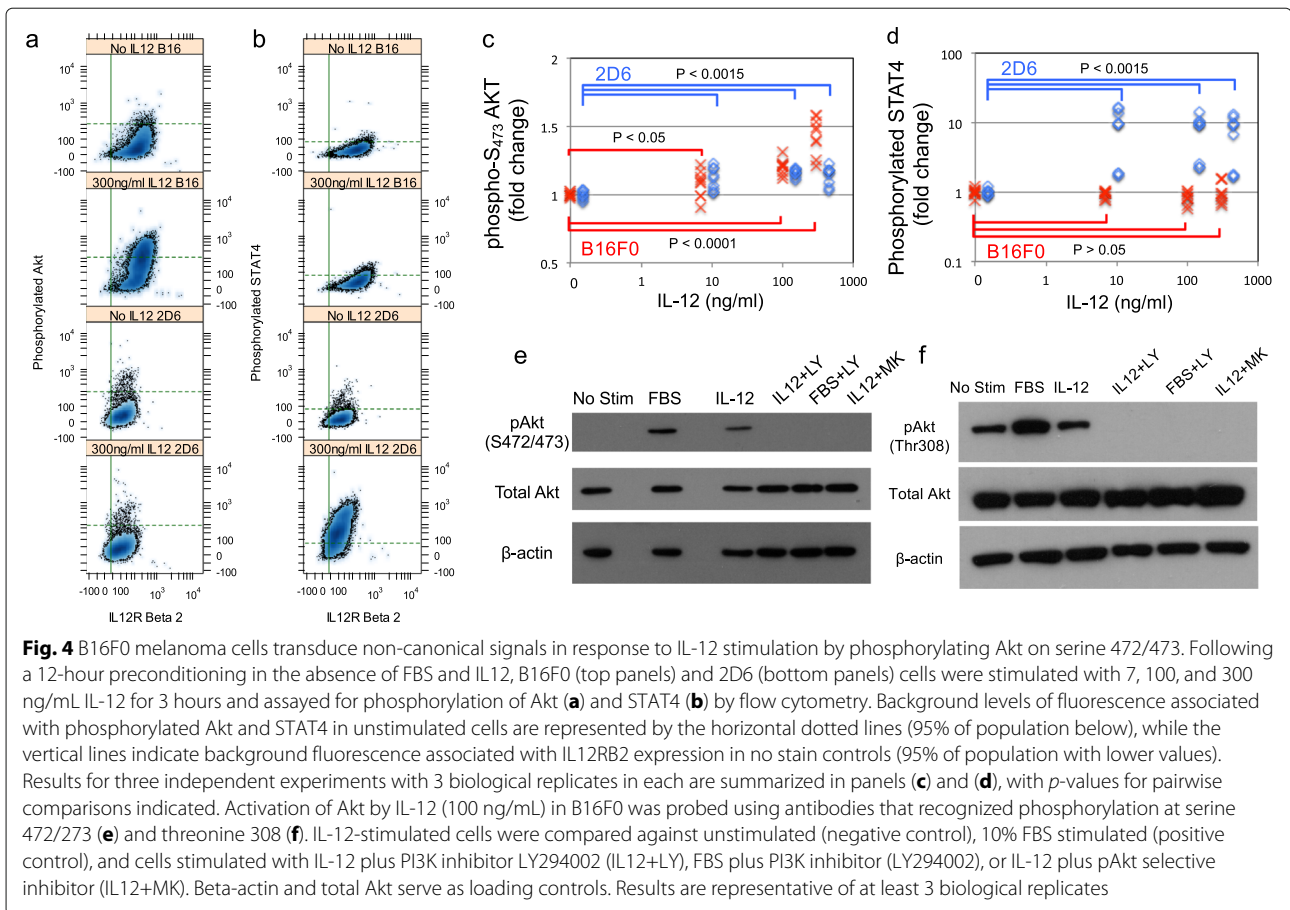 a
b
No IL12 B16
No IL12 B16
10⁴
10³
100
0
-100
10⁴
10³
100
0
-100
300ng/ml IL12 B16
300ng/ml IL12 B16
10⁴
10³
100
0
-100
10⁴
10³
100
0
-100
No IL12 2D6
No IL12 2D6
10⁴
10³
100
0
-100
10⁴
10³
100
0
-100
300ng/ml IL12 2D6
300ng/ml IL12 2D6
10⁴
10³
100
0
-100
10⁴
10³
100
0
-100
Phosphorylated Akt
Phosphorylated STAT4
-100 0 100 10³ 10⁴
-100 0 100 10³ 10⁴
IL12R Beta 2
IL12R Beta 2
c
2
1.5
1
0.5
phospho-S₄₇₃ AKT
(fold change)
2D6
P < 0.0015
P < 0.05
P < 0.0001
B16F0
0 1 10 100 1000
IL-12 (ng/ml)
d
100
10
1
0.1
Phosphorylated STAT4
(fold change)
2D6
P < 0.0015
B16F0
P > 0.05
0 1 10 100 1000
IL-12 (ng/ml)
e
No Stim FBS IL-12 IL12+LY FBS+LY IL12+MK
pAkt
(S472/473)
Total Akt
β-actin
f
No Stim FBS IL-12 IL12+LY FBS+LY IL12+MK
pAkt
(Thr308)
Total Akt
β-actin
Fig. 4 B16F0 melanoma cells transduce non-canonical signals in response to IL-12 stimulation by phosphorylating Akt on serine 472/473. Following
a 12-hour preconditioning in the absence of FBS and IL12, B16F0 (top panels) and 2D6 (bottom panels) cells were stimulated with 7, 100, and 300
ng/mL IL-12 for 3 hours and assayed for phosphorylation of Akt (a) and STAT4 (b) by flow cytometry. Background levels of fluorescence associated
with phosphorylated Akt and STAT4 in unstimulated cells are represented by the horizontal dotted lines (95% of population below), while the
vertical lines indicate background fluorescence associated with IL12RB2 expression in no stain controls (95% of population with lower values).
Results for three independent experiments with 3 biological replicates in each are summarized in panels (c) and (d), with p-values for pairwise
comparisons indicated. Activation of Akt by IL-12 (100 ng/mL) in B16F0 was probed using antibodies that recognized phosphorylation at serine
472/273 (e) and threonine 308 (f). IL-12-stimulated cells were compared against unstimulated (negative control), 10% FBS stimulated (positive
control), and cells stimulated with IL-12 plus PI3K inhibitor LY294002 (IL12+LY), FBS plus PI3K inhibitor (LY294002), or IL-12 plus pAkt selective
inhibitor (IL12+MK). Beta-actin and total Akt serve as loading controls. Results are representative of at least 3 biological replicates